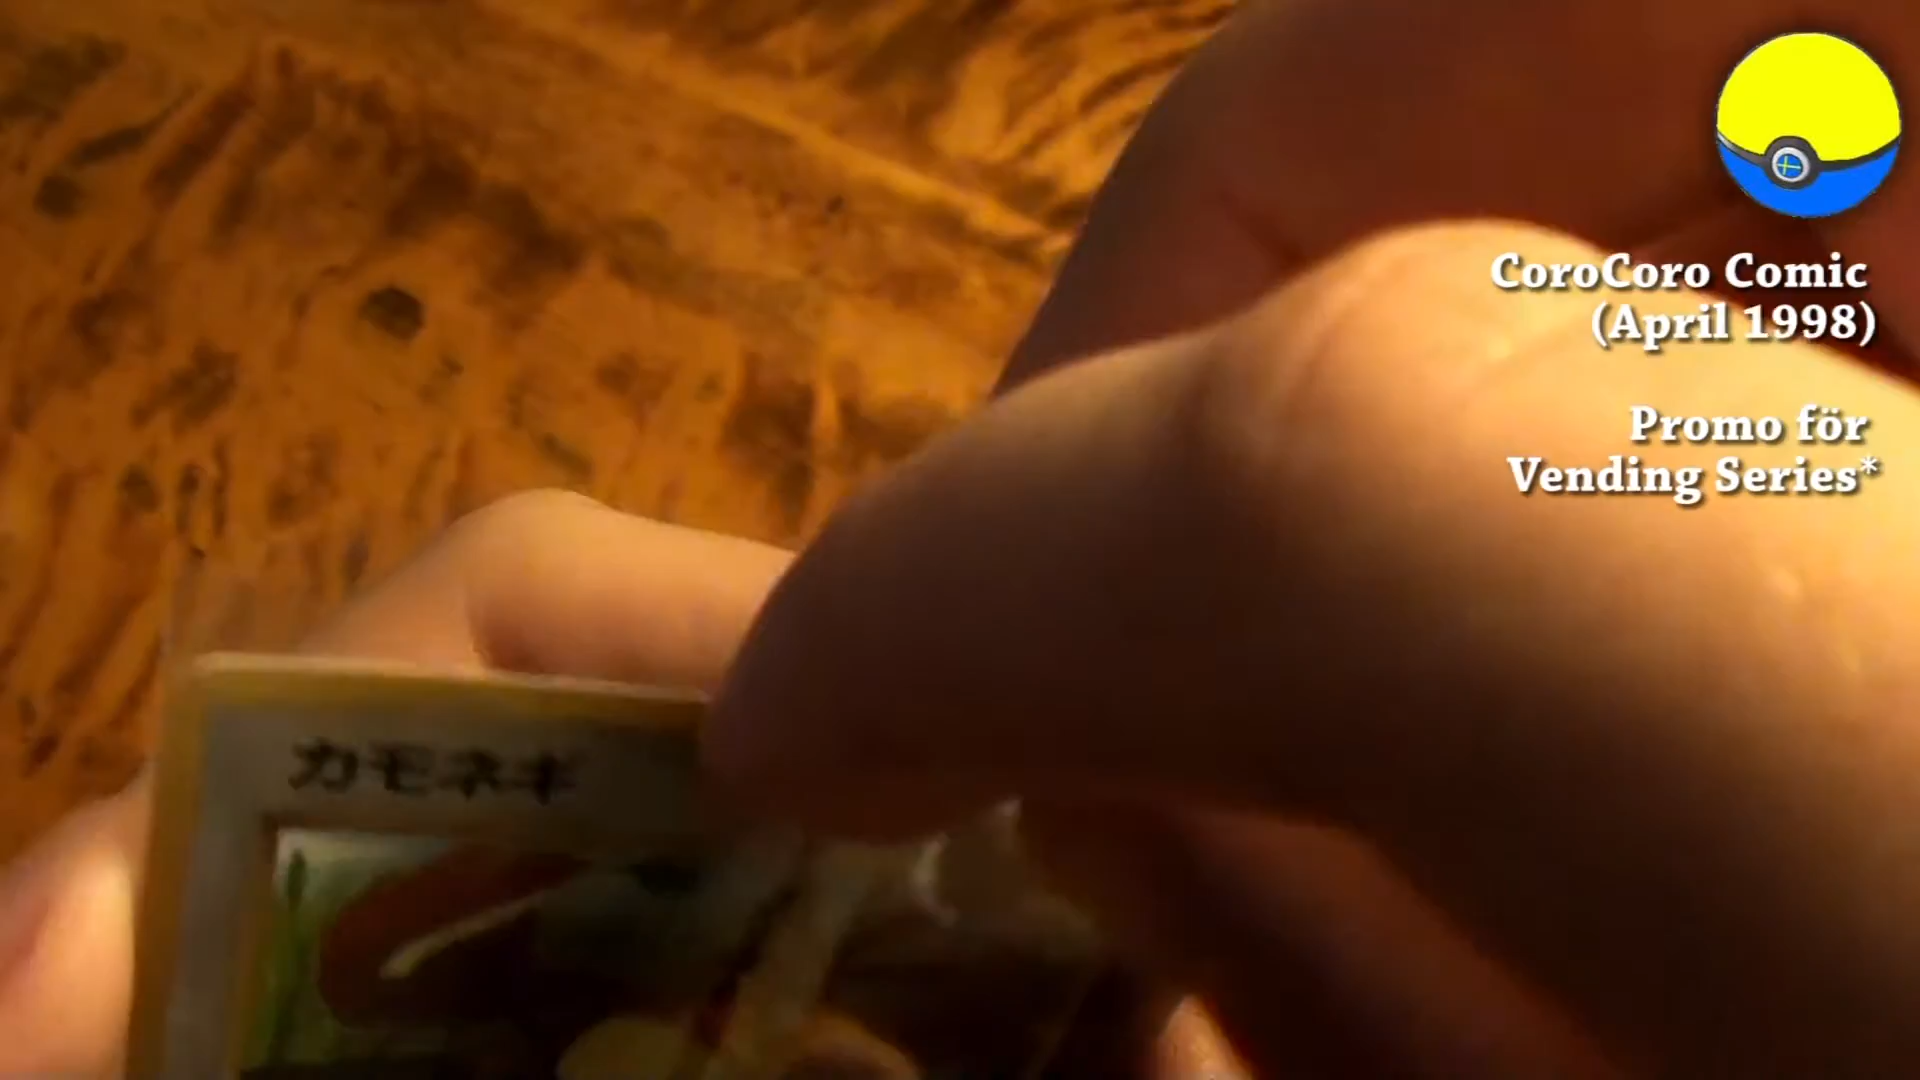 CoroCoro Comic
(April 1998)
Promo för
Vending Series*
カモネギ